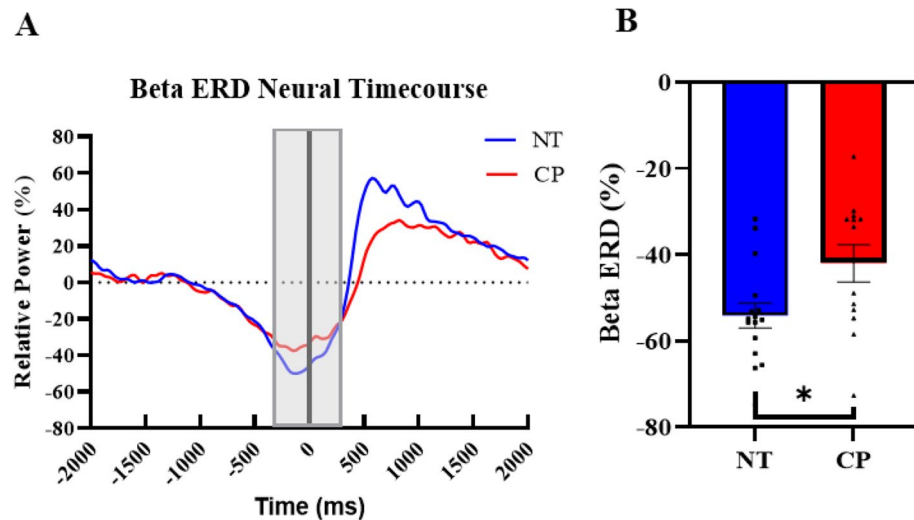 A
B
Beta ERD Neural Timecourse
NT
CP
Relative Power (%)
80
60
40
20
0
-20
-40
-60
-80
-2000
-1500
-1000
-500
0
500
1000
1500
2000
Time (ms)
Beta ERD (%)
0
-20
-40
-60
-80
*
NT
CP